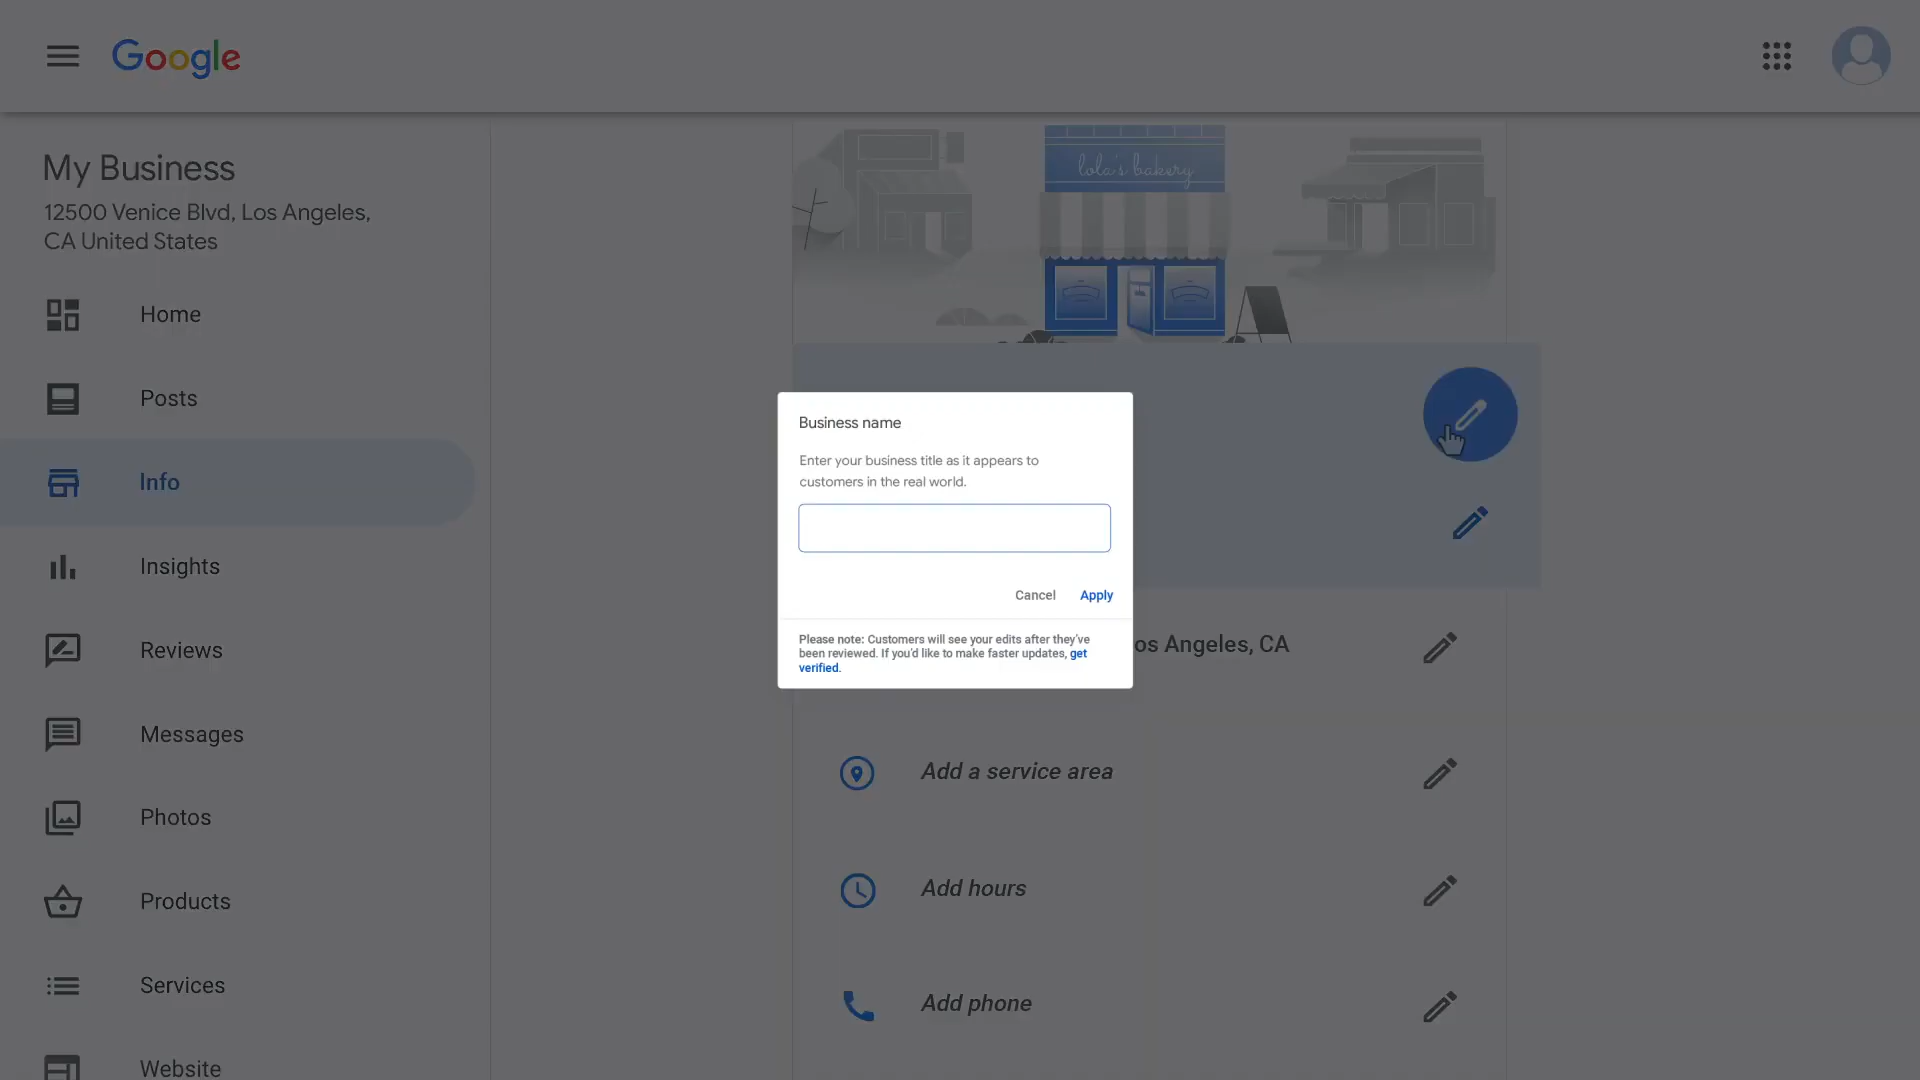 Google
My Business
12500 Venice Blvd, Los Angeles,
CA United States
Home
Posts
Info
Insights
Reviews
Messages
Photos
Products
Services
Website
lola's bakery
Business name
Enter your business title as it appears to
customers in the real world.
Cancel Apply
Please note: Customers will see your edits after they've
been reviewed. If you'd like to make faster updates, get
verified.
os Angeles, CA
Add a service area
Add hours
Add phone